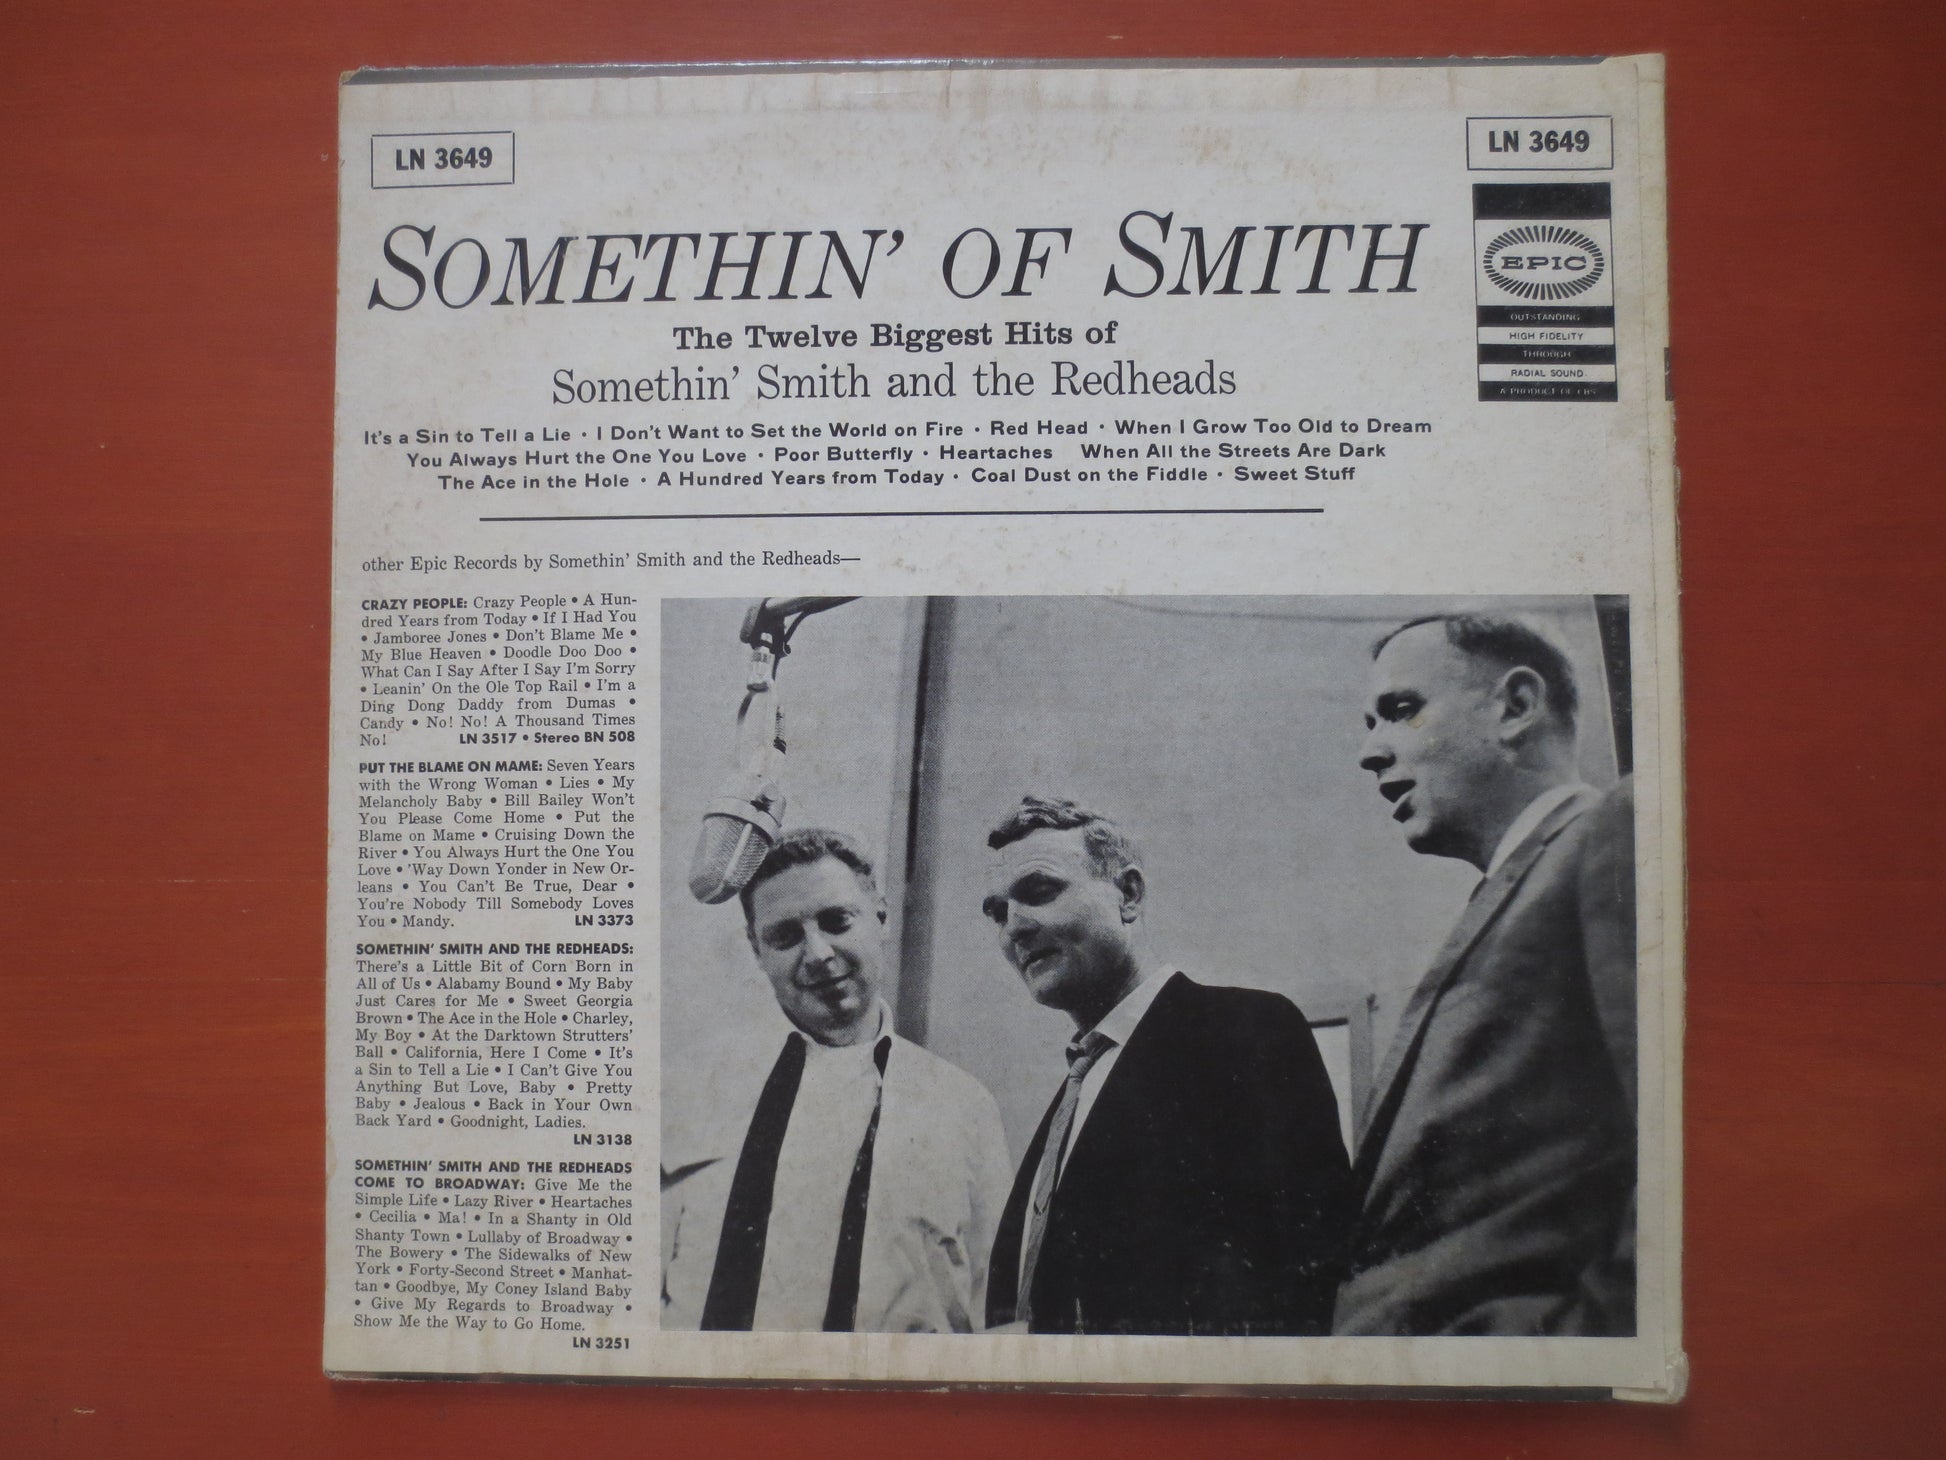 LN 3649
LN 3649
SOMETHIN' OF SMITH
EPIC
OUTSTANDING
HIGH FIDELITY
THROUGH
RADIAL SOUND
A PRODUCT OF CBS
The Twelve Biggest Hits of
Somethin' Smith and the Redheads
It's a Sin to Tell a Lie · I Don't Want to Set the World on Fire · Red Head · When I Grow Too Old to Dream
You Always Hurt the One You Love · Poor Butterfly · Heartaches When All the Streets Are Dark
The Ace in the Hole · A Hundred Years from Today · Coal Dust on the Fiddle · Sweet Stuff
other Epic Records by Somethin' Smith and the Redheads—
CRAZY PEOPLE: Crazy People • A Hun-
dred Years from Today • If I Had You
• Jamboree Jones • Don't Blame Me •
My Blue Heaven • Doodle Doo Doo •
What Can I Say After I Say I'm Sorry
• Leanin' On the Ole Top Rail • I'm a
Ding Dong Daddy from Dumas •
Candy • No! No! A Thousand Times
No! LN 3517 • Stereo BN 508
PUT THE BLAME ON MAME: Seven Years
with the Wrong Woman • Lies • My
Melancholy Baby • Bill Bailey Won't
You Please Come Home • Put the
Blame on Mame • Cruising Down the
River • You Always Hurt the One You
Love • 'Way Down Yonder in New Or-
leans • You Can't Be True, Dear •
You're Nobody Till Somebody Loves
You • Mandy. LN 3373
SOMETHIN' SMITH AND THE REDHEADS:
There's a Little Bit of Corn Born in
All of Us • Alabamy Bound • My Baby
Just Cares for Me • Sweet Georgia
Brown • The Ace in the Hole • Charley,
My Boy • At the Darktown Strutters'
Ball • California, Here I Come • It's
a Sin to Tell a Lie • I Can't Give You
Anything But Love, Baby • Pretty
Baby • Jealous • Back in Your Own
Back Yard • Goodnight, Ladies.
LN 3138
SOMETHIN' SMITH AND THE REDHEADS
COME TO BROADWAY: Give Me the
Simple Life • Lazy River • Heartaches
• Cecilia • Ma! • In a Shanty in Old
Shanty Town • Lullaby of Broadway •
The Bowery • The Sidewalks of New
York • Forty-Second Street • Manhat-
tan • Goodbye, My Coney Island Baby
• Give My Regards to Broadway •
Show Me the Way to Go Home.
LN 3251